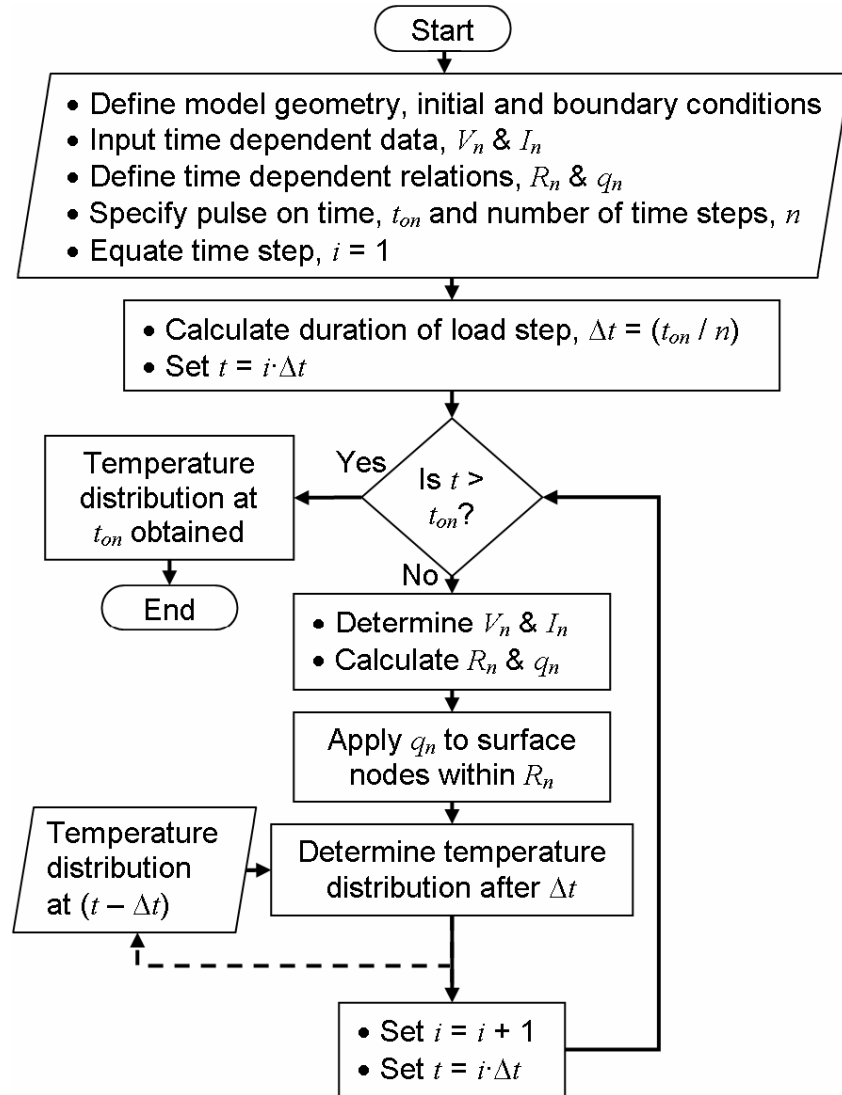 Start
• Define model geometry, initial and boundary conditions
• Input time dependent data, Vn & In
• Define time dependent relations, Rn & qn
• Specify pulse on time, ton and number of time steps, n
• Equate time step, i = 1
• Calculate duration of load step, Δt = (ton / n)
• Set t = i·Δt
Is t >
ton?
Yes
Temperature
distribution at
ton obtained
End
No
• Determine Vn & In
• Calculate Rn & qn
Apply qn to surface
nodes within Rn
Temperature
distribution
at (t – Δt)
Determine temperature
distribution after Δt
• Set i = i + 1
• Set t = i·Δt